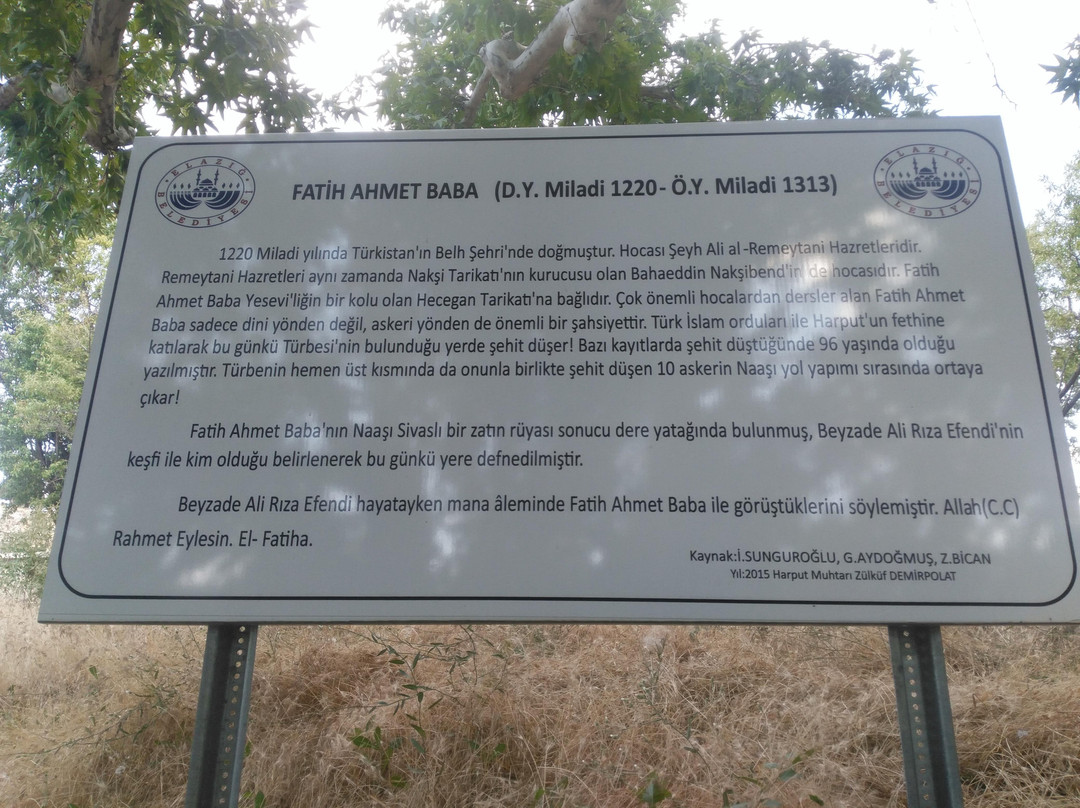 ELAZIĞ BELEDİYESİ
ELAZIĞ BELEDİYESİ
FATİH AHMET BABA (D.Y. Miladi 1220- Ö.Y. Miladi 1313)
1220 Miladi yılında Türkistan'ın Belh Şehri'nde doğmuştur. Hocası Şeyh Ali al -Remeytani Hazretleridir.
Remeytani Hazretleri aynı zamanda Nakşi Tarikatı'nın kurucusu olan Bahaeddin Nakşibend'in de hocasıdır. Fatih
Ahmet Baba Yesevi'liğin bir kolu olan Hecegan Tarikatı'na bağlıdır. Çok önemli hocalardan dersler alan Fatih Ahmet
Baba sadece dini yönden değil, askeri yönden de önemli bir şahsiyettir. Türk İslam orduları ile Harput'un fethine
katılarak bu günkü Türbesi'nin bulunduğu yerde şehit düşer! Bazı kayıtlarda şehit düştüğünde 96 yaşında olduğu
yazılmıştır. Türbenin hemen üst kısmında da onunla birlikte şehit düşen 10 askerin Naaşı yol yapımı sırasında ortaya
çıkar!
Fatih Ahmet Baba'nın Naaşı Sivaslı bir zatın rüyası sonucu dere yatağında bulunmuş, Beyzade Ali Rıza Efendi'nin
keşfi ile kim olduğu belirlenerek bu günkü yere defnedilmiştir.
Beyzade Ali Rıza Efendi hayatayken mana âleminde Fatih Ahmet Baba ile görüştüklerini söylemiştir. Allah(C.C)
Rahmet Eylesin. El- Fatiha.
Kaynak:İ.SUNGUROĞLU, G.AYDOĞMUŞ, Z.BİCAN
Yıl:2015 Harput Muhtarı Zülküf DEMİRPOLAT